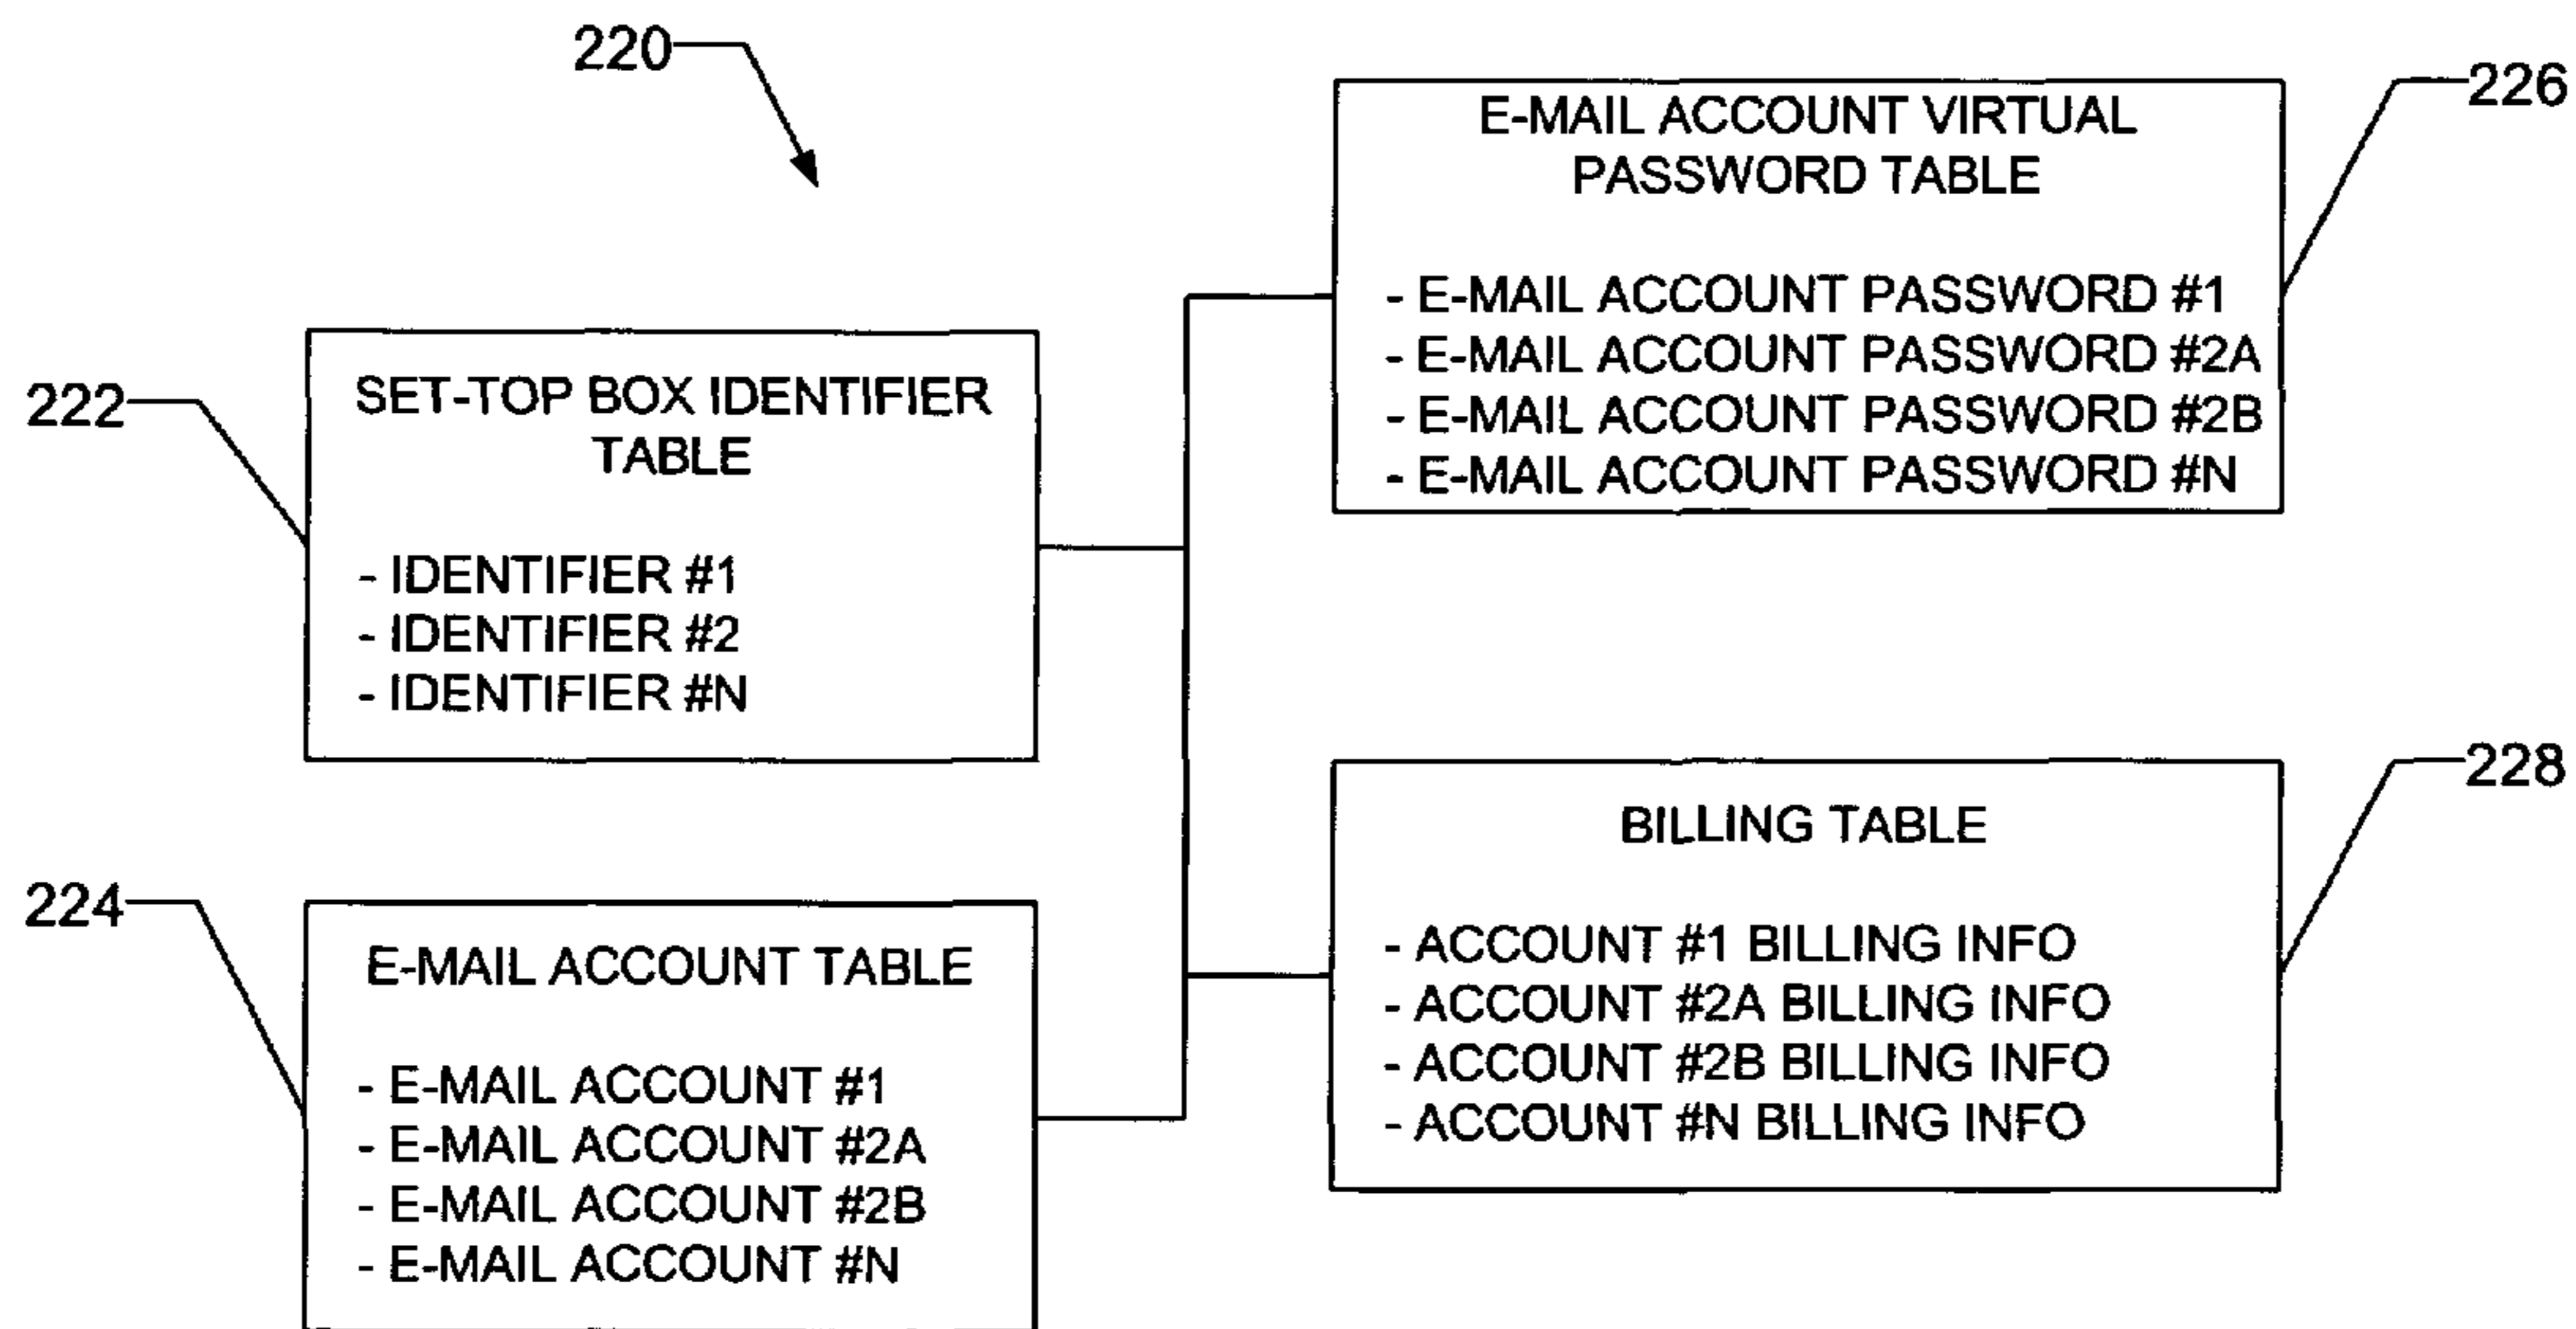 220
226
E-MAIL ACCOUNT VIRTUAL
PASSWORD TABLE
- E-MAIL ACCOUNT PASSWORD #1
- E-MAIL ACCOUNT PASSWORD #2A
- E-MAIL ACCOUNT PASSWORD #2B
- E-MAIL ACCOUNT PASSWORD #N
222
SET-TOP BOX IDENTIFIER
TABLE
- IDENTIFIER #1
- IDENTIFIER #2
- IDENTIFIER #N
228
BILLING TABLE
- ACCOUNT #1 BILLING INFO
- ACCOUNT #2A BILLING INFO
- ACCOUNT #2B BILLING INFO
- ACCOUNT #N BILLING INFO
224
E-MAIL ACCOUNT TABLE
- E-MAIL ACCOUNT #1
- E-MAIL ACCOUNT #2A
- E-MAIL ACCOUNT #2B
- E-MAIL ACCOUNT #N